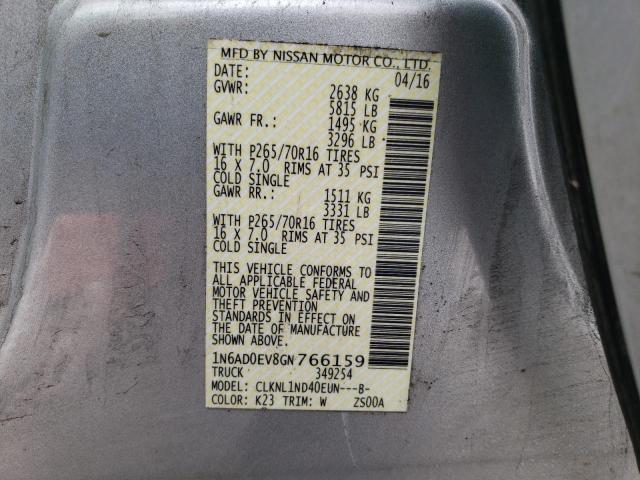 MFD BY NISSAN MOTOR CO., LTD.
DATE: 04/16
GVWR: 2638 KG
5815 LB
GAWR FR.: 1495 KG
3296 LB
WITH P265/70R16 TIRES
16 X 7.0 RIMS AT 35 PSI
COLD SINGLE
GAWR RR.: 1511 KG
3331 LB
WITH P265/70R16 TIRES
16 X 7.0 RIMS AT 35 PSI
COLD SINGLE
THIS VEHICLE CONFORMS TO
ALL APPLICABLE FEDERAL
MOTOR VEHICLE SAFETY AND
THEFT PREVENTION
STANDARDS IN EFFECT ON
THE DATE OF MANUFACTURE
SHOWN ABOVE.
1N6AD0EV8GN766159
TRUCK 349254
MODEL: CLKNL1ND40EUN---B-
COLOR: K23 TRIM: W ZS00A